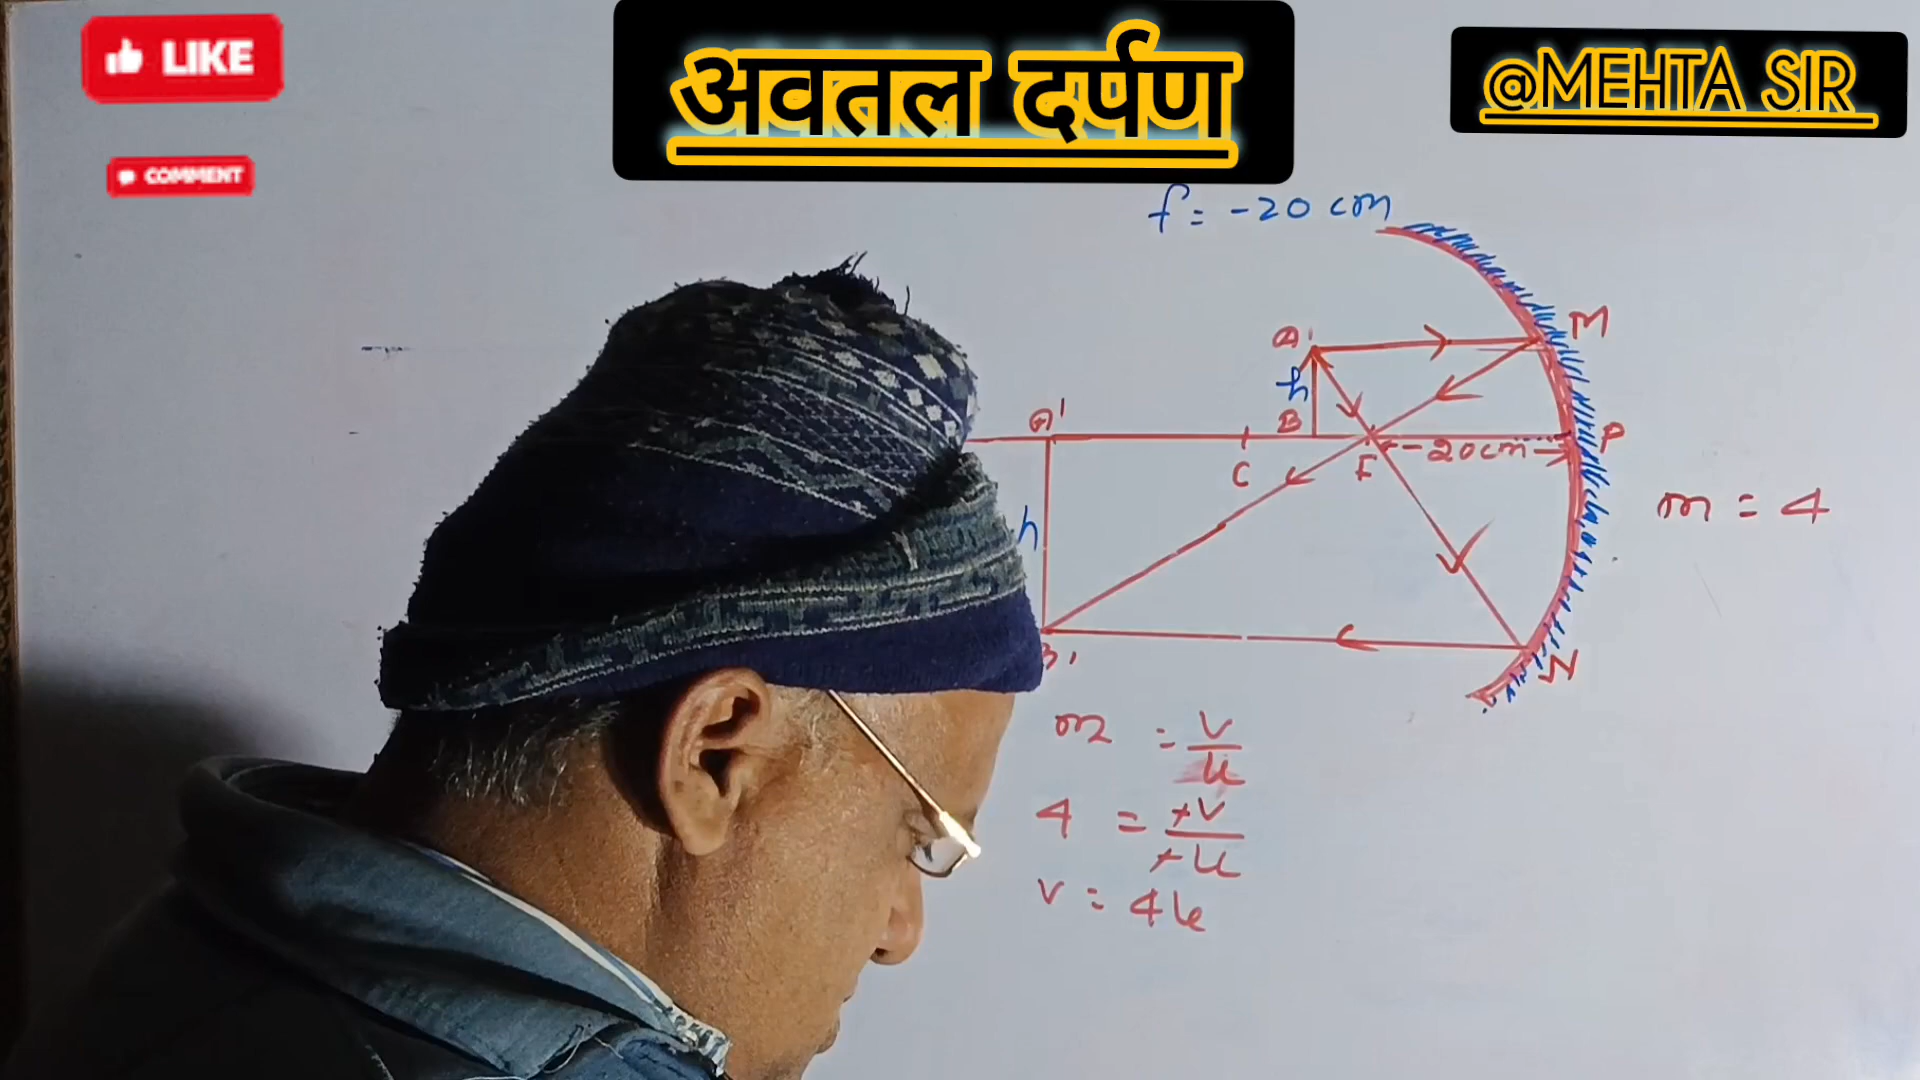 LIKE
अवतल दर्पण
@MEHTA SIR
COMMENT
f = -20 cm
M
A'
h
B
A'
C
F
-20cm
P
h
m = 4
B'
N
m = v/u
4 = +v/+u
v = 4u